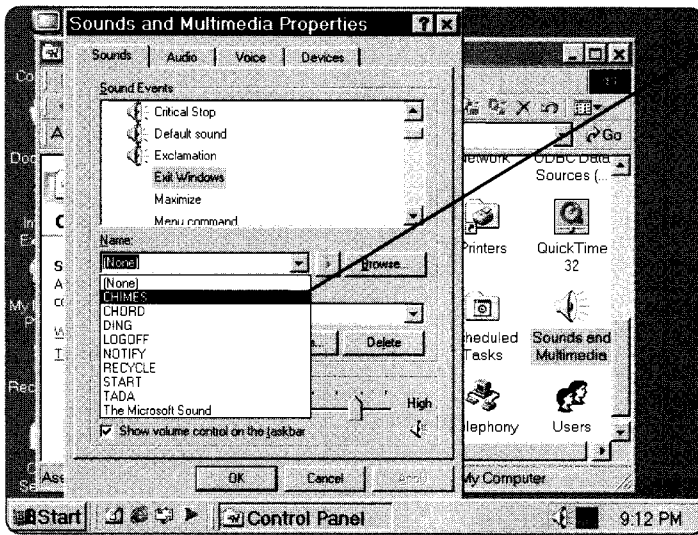 Sounds and Multimedia Properties
Sounds
Audio
Voice
Devices
Sound Events
Critical Stop
Default sound
Exclamation
Exit Windows
Maximize
Menu command
Name:
(None)
Browse...
(None)
CHIMES
CHORD
DING
LOGOFF
NOTIFY
RECYCLE
START
TADA
The Microsoft Sound
Delete
High
Show volume control on the taskbar
OK
Cancel
Apply
Go
ODBC Data
Sources (...
Printers
QuickTime
32
Sounds and
Tasks
Multimedia
Users
My Computer
Start
Control Panel
9:12 PM